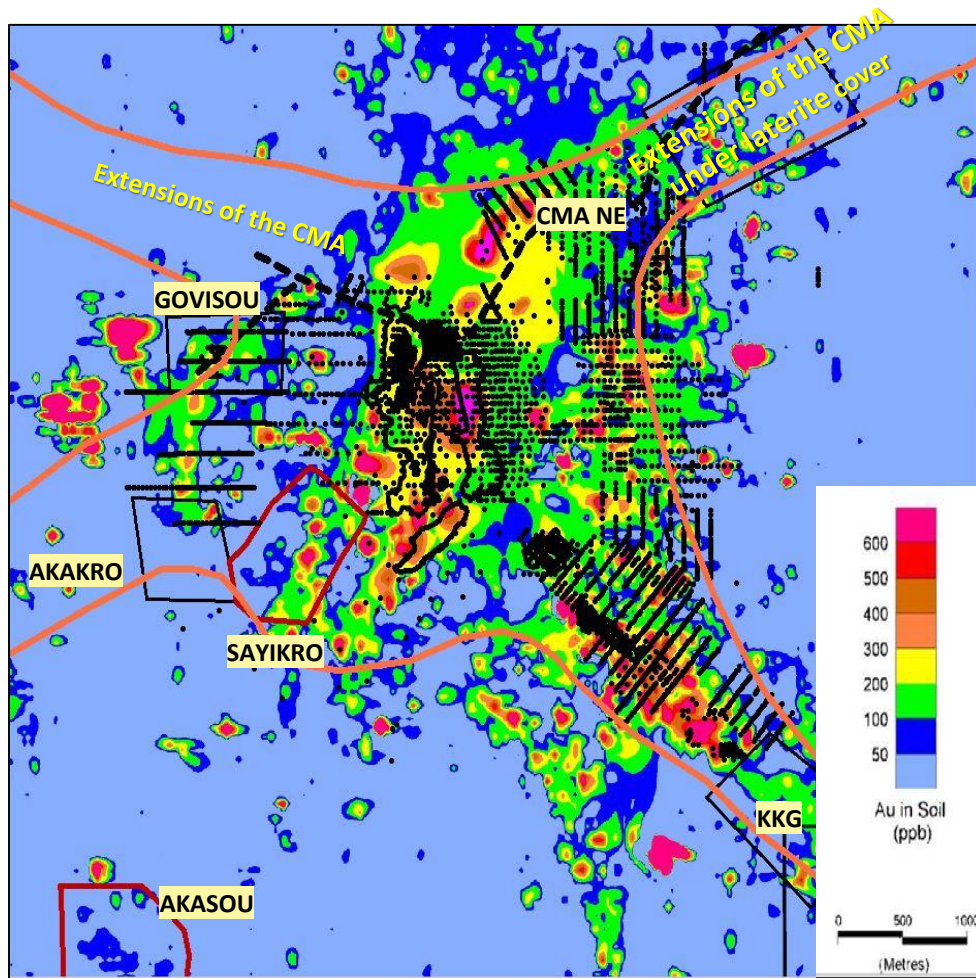 Extensions of the CMA
under laterite cover
Extensions of the CMA
CMA NE
GOVISOU
AKAKRO
SAYIKRO
KKG
AKASOU
600
500
400
300
200
100
50
Au in Soil
(ppb)
0 500 1000
(Metres)